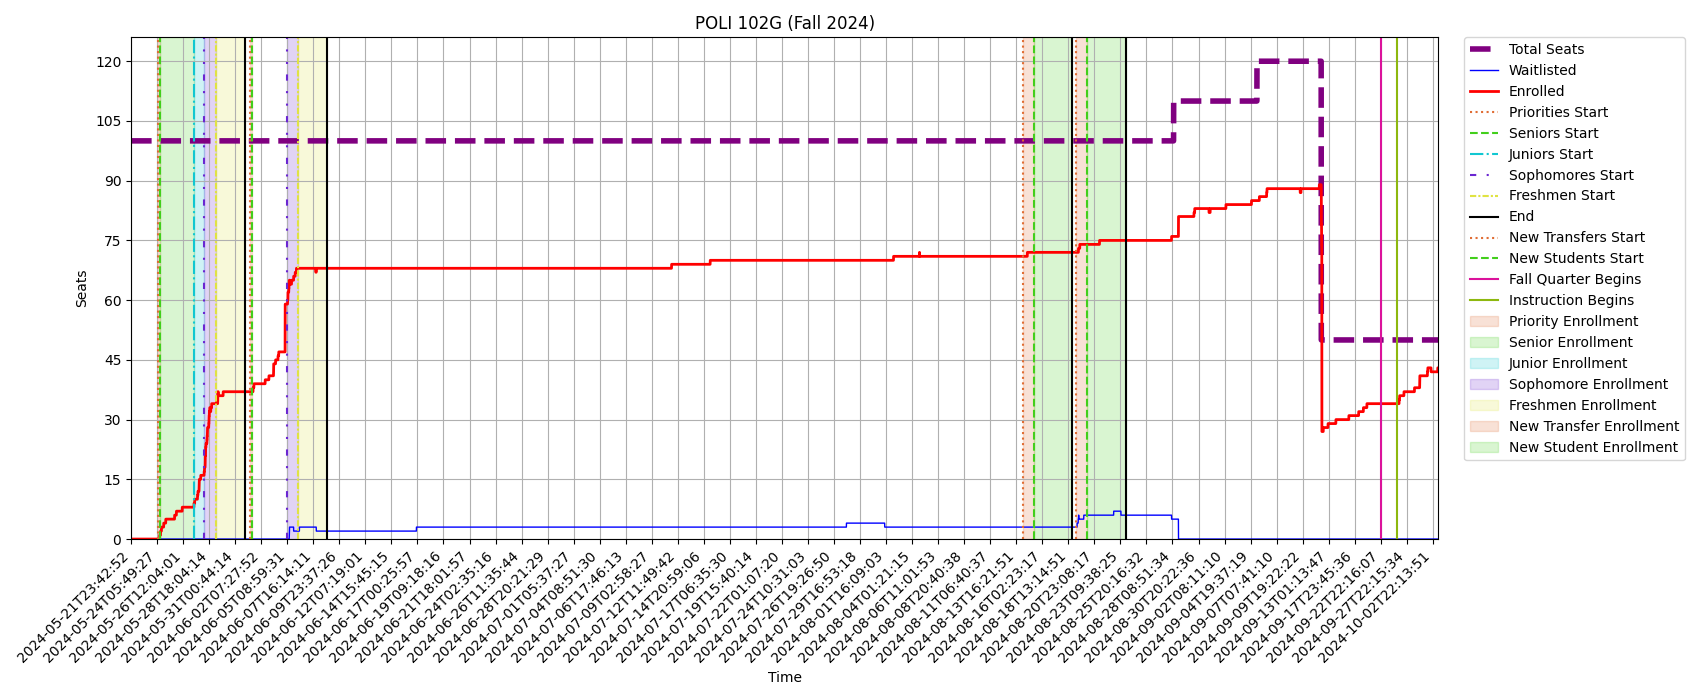 POLI 102G (Fall 2024)
Seats
120
105
90
75
60
45
30
15
0
2024-05-21T23:42:52
2024-05-24T05:49:27
2024-05-26T12:04:01
2024-05-28T18:04:14
2024-05-31T00:44:14
2024-06-02T07:27:52
2024-06-05T08:59:31
2024-06-07T16:14:11
2024-06-09T23:37:26
2024-06-12T07:19:01
2024-06-14T15:45:15
2024-06-17T00:25:57
2024-06-19T09:18:16
2024-06-21T18:01:57
2024-06-24T02:35:16
2024-06-26T11:35:44
2024-06-28T20:21:29
2024-07-01T05:37:27
2024-07-04T08:51:30
2024-07-06T17:46:13
2024-07-09T02:58:27
2024-07-12T11:49:42
2024-07-14T20:59:06
2024-07-17T06:35:30
2024-07-19T15:40:14
2024-07-22T01:07:20
2024-07-24T10:31:03
2024-07-26T19:26:50
2024-07-29T16:53:18
2024-08-01T16:09:03
2024-08-04T01:21:15
2024-08-06T11:01:53
2024-08-08T20:40:38
2024-08-11T06:40:37
2024-08-13T16:21:51
2024-08-16T02:23:17
2024-08-18T13:14:51
2024-08-20T23:08:17
2024-08-23T09:38:25
2024-08-25T20:16:32
2024-08-28T08:51:34
2024-08-30T20:22:36
2024-09-02T08:11:10
2024-09-04T19:37:19
2024-09-07T07:41:10
2024-09-09T19:22:22
2024-09-13T01:13:47
2024-09-17T23:45:36
2024-09-22T22:16:07
2024-09-27T22:15:34
2024-10-02T22:13:51
Time
Total Seats
Waitlisted
Enrolled
Priorities Start
Seniors Start
Juniors Start
Sophomores Start
Freshmen Start
End
New Transfers Start
New Students Start
Fall Quarter Begins
Instruction Begins
Priority Enrollment
Senior Enrollment
Junior Enrollment
Sophomore Enrollment
Freshmen Enrollment
New Transfer Enrollment
New Student Enrollment